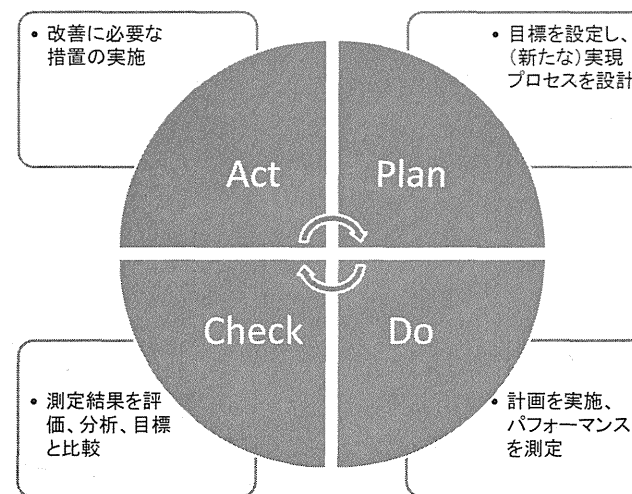 • 改善に必要な
措置の実施
• 目標を設定し、
(新たな)実現
プロセスを設計
Act
Plan
Check
Do
• 測定結果を評
価、分析、目標
と比較
• 計画を実施、
パフォーマンス
を測定